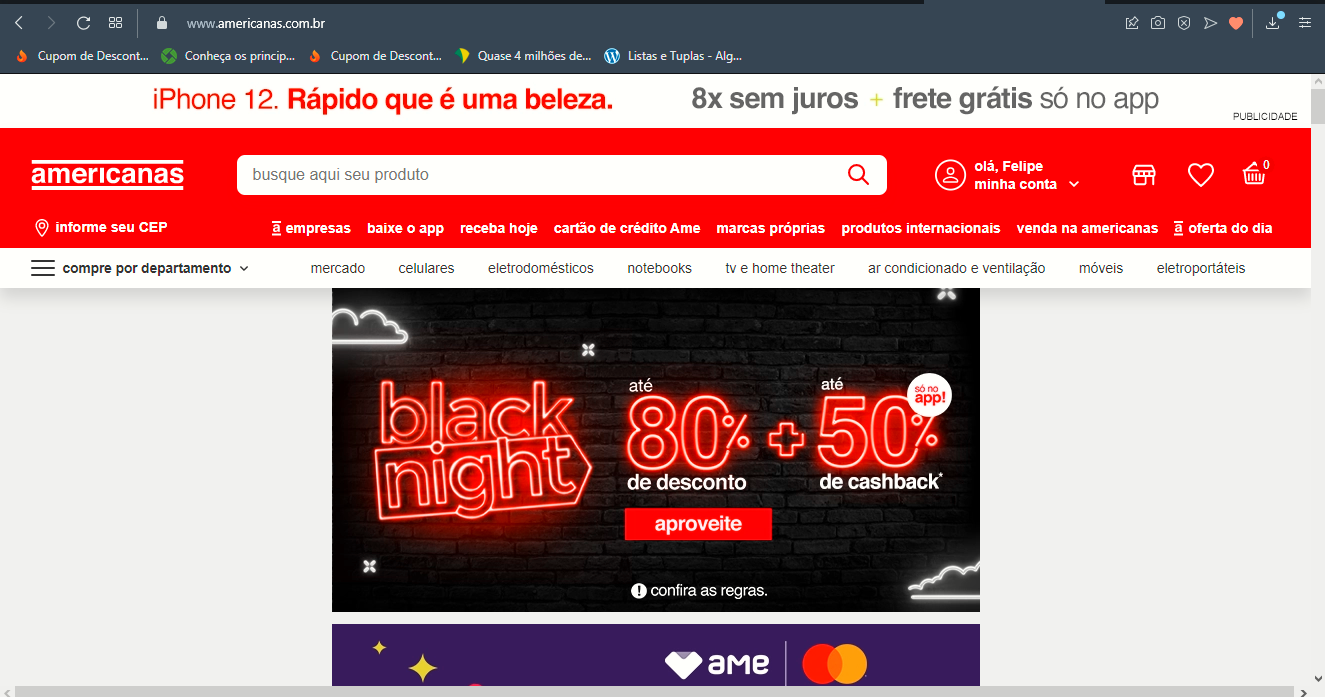 www.americanas.com.br
Cupom de Descont... Conheça os princip... Cupom de Descont... Quase 4 milhões de... Listas e Tuplas - Alg...
iPhone 12. Rápido que é uma beleza. 8x sem juros + frete grátis só no app
PUBLICIDADE
americanas
busque aqui seu produto
olá, Felipe
minha conta
0
informe seu CEP
a empresas baixe o app receba hoje cartão de crédito Ame marcas próprias produtos internacionais venda na americanas a oferta do dia
compre por departamento mercado celulares eletrodomésticos notebooks tv e home theater ar condicionado e ventilação móveis eletroportáteis
black
night
até
80%
de desconto
+
até
50%
de cashback*
só no
app!
aproveite
! confira as regras.
AME